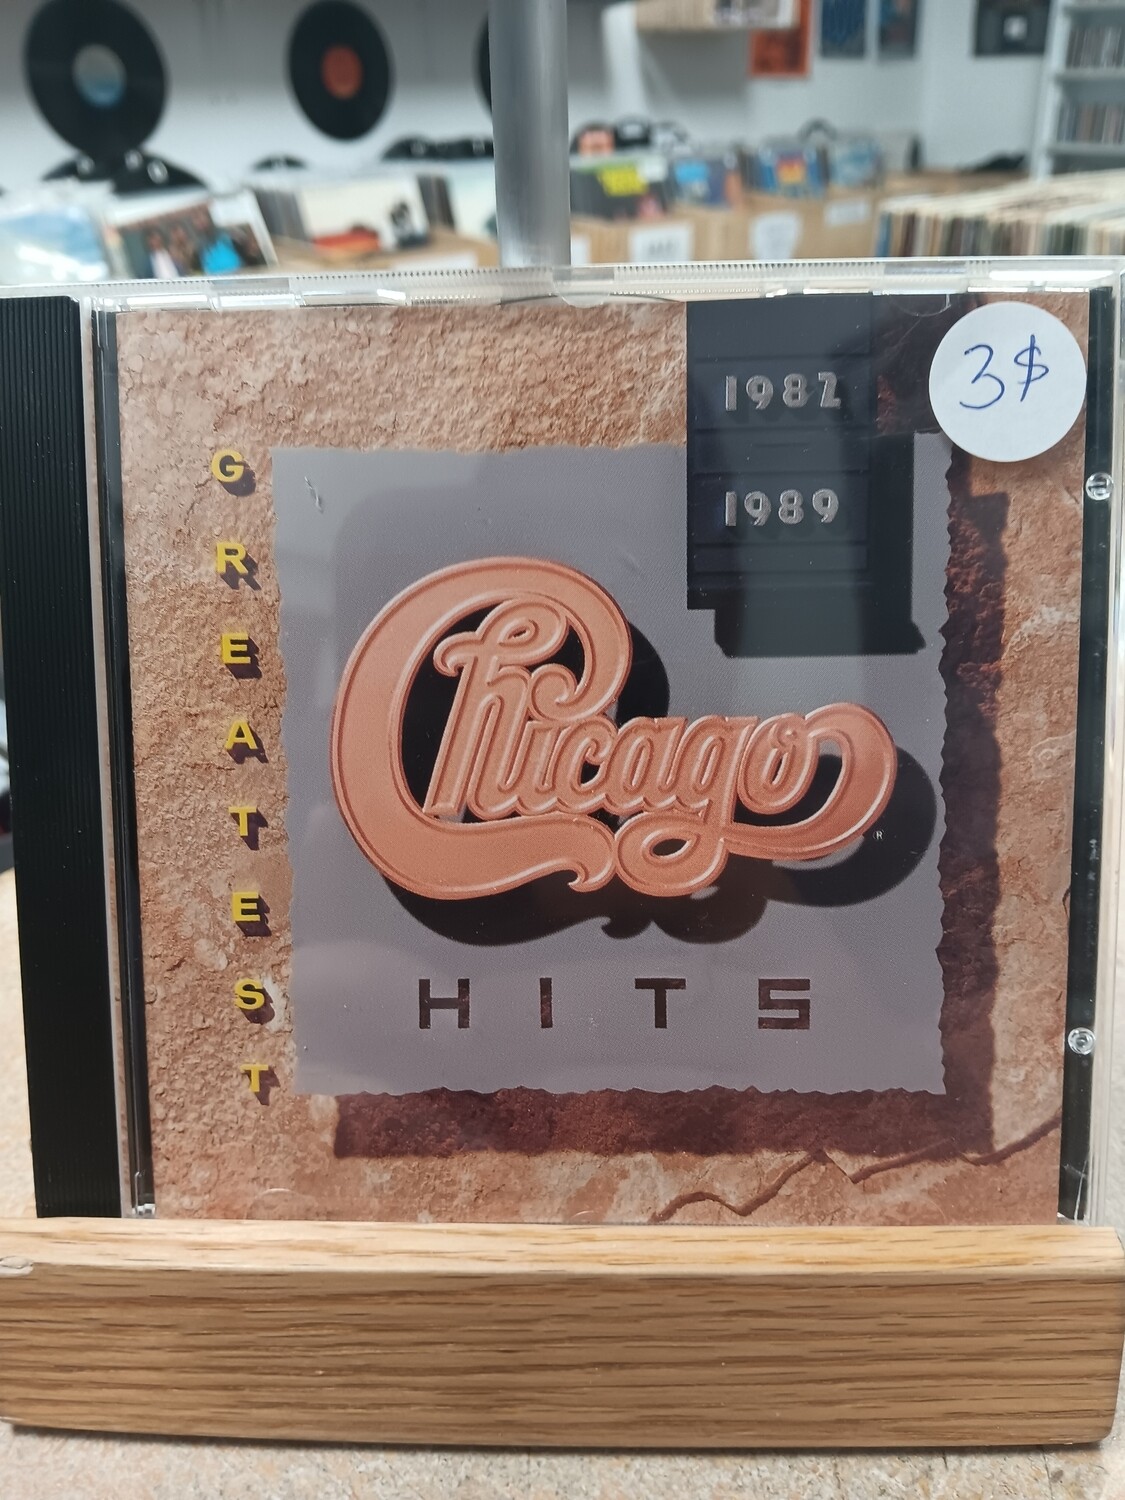 1982
3$
1989
GREATEST
Chicago
®
HITS